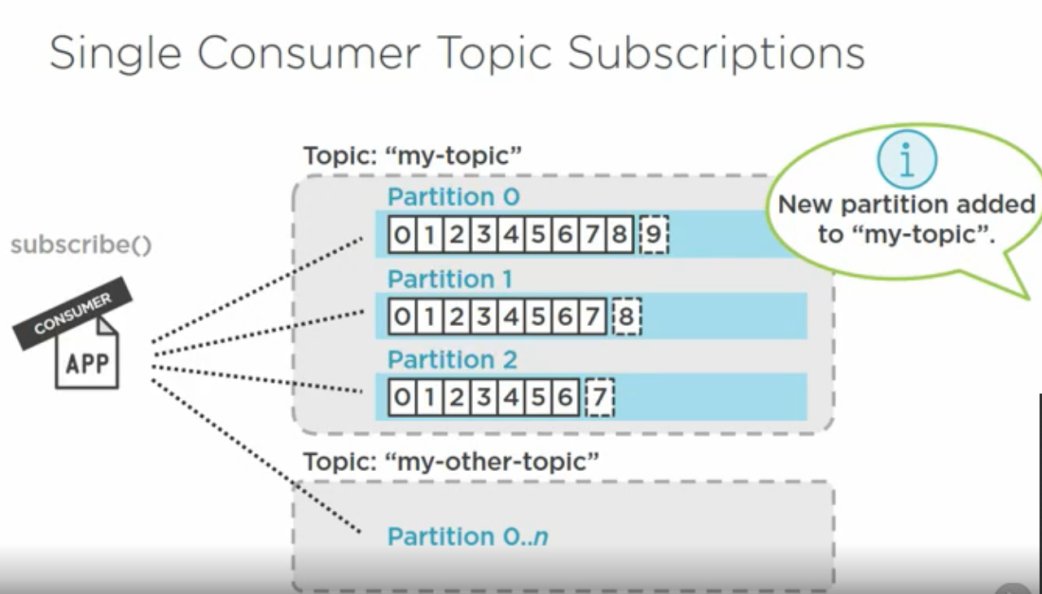 Single Consumer Topic Subscriptions
Topic: “my-topic”
i
New partition added
to “my-topic”.
subscribe()
CONSUMER
APP
Partition 0
0 1 2 3 4 5 6 7 8 9
Partition 1
0 1 2 3 4 5 6 7 8
Partition 2
0 1 2 3 4 5 6 7
Topic: “my-other-topic”
Partition 0..n